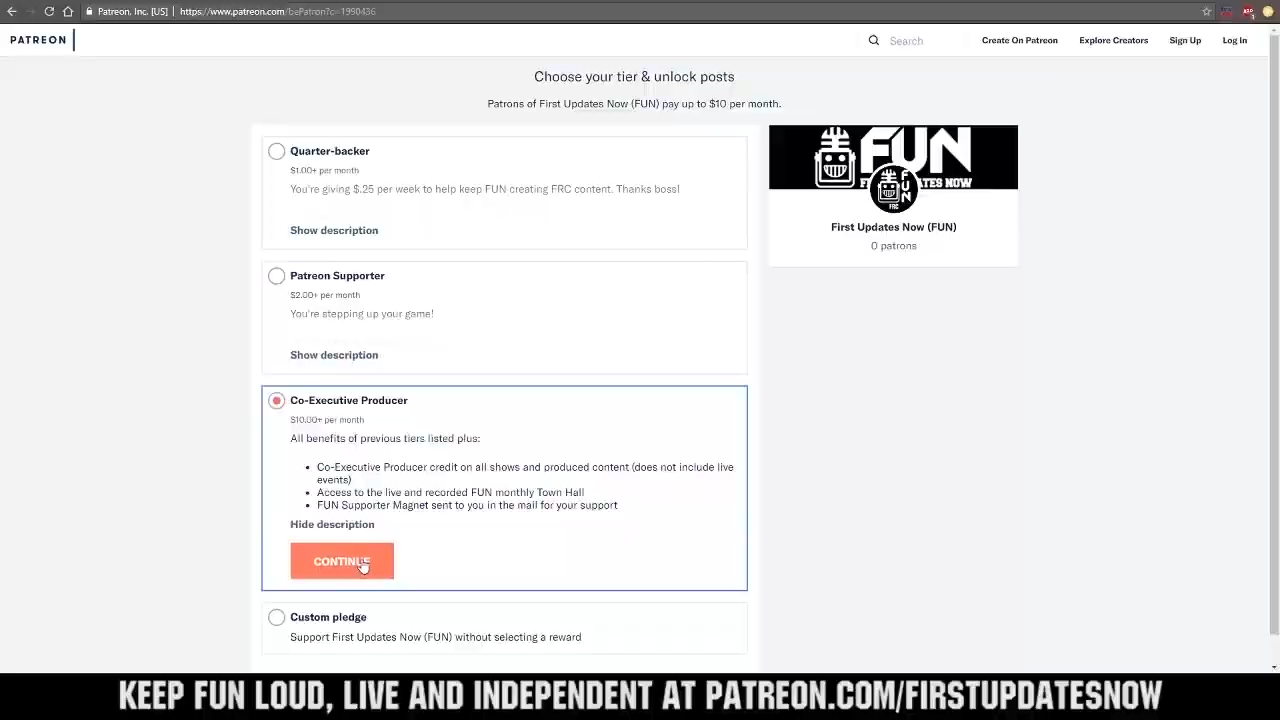 Patreon, Inc. [US] | https://www.patreon.com/bePatron?c=1990436
PATREON
Search
Create On Patreon
Explore Creators
Sign Up
Log In
Choose your tier & unlock posts
Patrons of First Updates Now (FUN) pay up to $10 per month.
Quarter-backer
$1.00+ per month
You're giving $.25 per week to help keep FUN creating FRC content. Thanks boss!
Show description
Patreon Supporter
$2.00+ per month
You're stepping up your game!
Show description
Co-Executive Producer
$10.00+ per month
All benefits of previous tiers listed plus:
• Co-Executive Producer credit on all shows and produced content (does not include live
events)
• Access to the live and recorded FUN monthly Town Hall
• FUN Supporter Magnet sent to you in the mail for your support
Hide description
CONTINUE
Custom pledge
Support First Updates Now (FUN) without selecting a reward
FUN
TES NOW
FUN
FRC
First Updates Now (FUN)
0 patrons
KEEP FUN LOUD, LIVE AND INDEPENDENT AT PATREON.COM/FIRSTUPDATESNOW